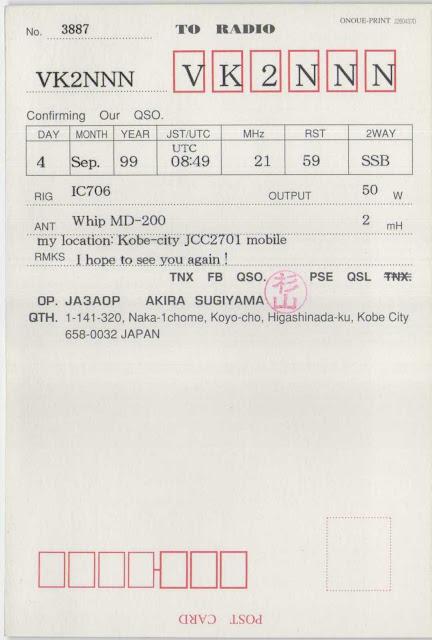 ONOUE-PRINT
No. 3887 TO RADIO
VK2NNN VK2NNN
Confirming Our QSO.
DAY MONTH YEAR JST/UTC MHz RST 2WAY
UTC
4 Sep. 99 08:49 21 59 SSB
RIG IC706 OUTPUT 50 W
ANT Whip MD-200 2 mH
my location: Kobe-city JCC2701 mobile
RMKS I hope to see you again !
TNX FB QSO. PSE QSL TNX.
OP. JA3AOP AKIRA SUGIYAMA 杉山
QTH. 1-141-320, Naka-1chome, Koyo-cho, Higashinada-ku, Kobe City
658-0032 JAPAN
POST CARD